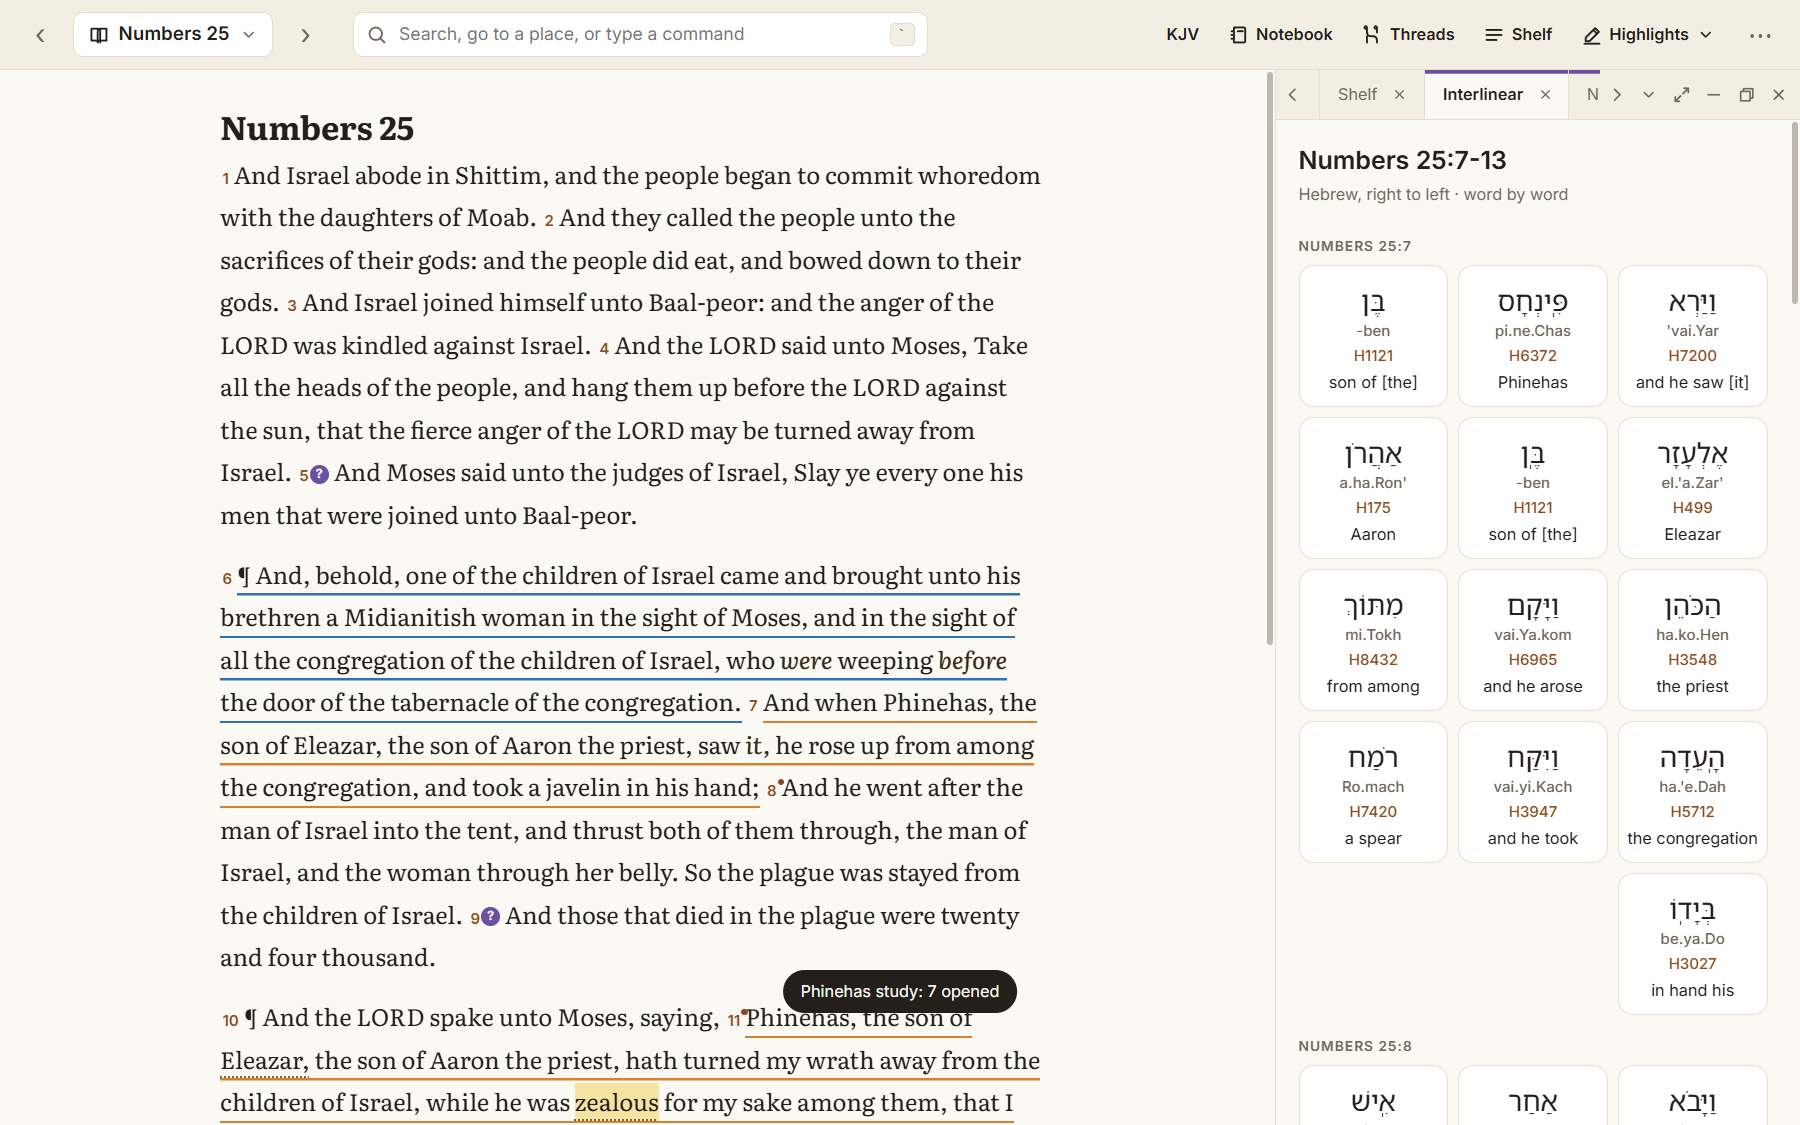 Numbers 25
Search, go to a place, or type a command
`
KJV
Notebook
Threads
Shelf
Highlights
Numbers 25
1 And Israel abode in Shittim, and the people began to commit whoredom
with the daughters of Moab. 2 And they called the people unto the
sacrifices of their gods: and the people did eat, and bowed down to their
gods. 3 And Israel joined himself unto Baal-peor: and the anger of the
LORD was kindled against Israel. 4 And the LORD said unto Moses, Take
all the heads of the people, and hang them up before the LORD against
the sun, that the fierce anger of the LORD may be turned away from
Israel. 5 ? And Moses said unto the judges of Israel, Slay ye every one his
men that were joined unto Baal-peor.
6 ¶ And, behold, one of the children of Israel came and brought unto his
brethren a Midianitish woman in the sight of Moses, and in the sight of
all the congregation of the children of Israel, who were weeping before
the door of the tabernacle of the congregation. 7 And when Phinehas, the
son of Eleazar, the son of Aaron the priest, saw it, he rose up from among
the congregation, and took a javelin in his hand; 8 And he went after the
man of Israel into the tent, and thrust both of them through, the man of
Israel, and the woman through her belly. So the plague was stayed from
the children of Israel. 9 ? And those that died in the plague were twenty
and four thousand.
Phinehas study: 7 opened
10 ¶ And the LORD spake unto Moses, saying, 11 Phinehas, the son of
Eleazar, the son of Aaron the priest, hath turned my wrath away from the
children of Israel, while he was zealous for my sake among them, that I
Shelf
Interlinear
N
Numbers 25:7-13
Hebrew, right to left · word by word
NUMBERS 25:7
וַיַּרְא
'vai.Yar
H7200
and he saw [it]
פִּֽינְחָס
pi.ne.Chas
H6372
Phinehas
בֶּן
-ben
H1121
son of [the]
אֶלְעָזָר
el.'a.Zar'
H499
Eleazar
בֶּֽן
-ben
H1121
son of [the]
אַהֲרֹן
a.ha.Ron'
H175
Aaron
הַכֹּהֵן
ha.ko.Hen
H3548
the priest
וַיָּקָם
vai.Ya.kom
H6965
and he arose
מִתּוֹךְ
mi.Tokh
H8432
from among
הָֽעֵדָה
ha.'e.Dah
H5712
the congregation
וַיִּקַּח
vai.yi.Kach
H3947
and he took
רֹמַח
Ro.mach
H7420
a spear
בְּיָדֽוֹ
be.ya.Do
H3027
in hand his
NUMBERS 25:8
וַיָּבֹא
אַחַר
אִֽישׁ